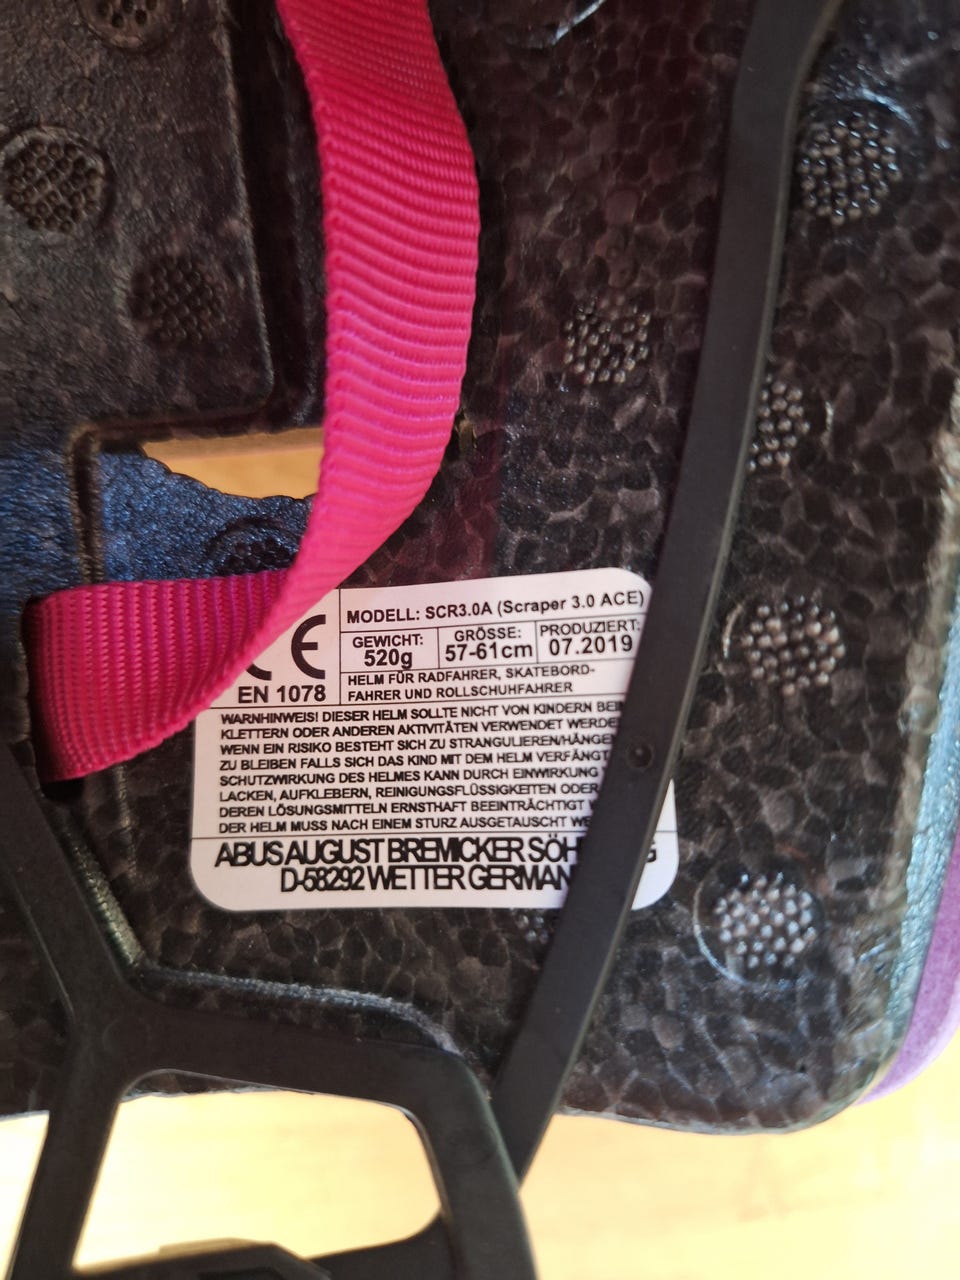 MODELL: SCR3.0A (Scraper 3.0 ACE)
GEWICHT: GRÖSSE: PRODUZIERT:
520g 57-61cm 07.2019
CE
EN 1078
HELM FÜR RADFAHRER, SKATEBORD-
FAHRER UND ROLLSCHUHFAHRER
WARNHINWEIS! DIESER HELM SOLLTE NICHT VON KINDERN
KLETTERN ODER ANDEREN AKTIVITÄTEN VERWENDET
WENN EIN RISIKO BESTEHT SICH ZU STRANGULIEREN/HÄNGEN
ZU BLEIBEN FALLS SICH DAS KIND MIT DEM HELM VERFÄNGT
SCHUTZWIRKUNG DES HELMES KANN DURCH EINWIRKUNG
LACKEN, AUFKLEBERN, REINIGUNGSFLÜSSIGKEITEN ODER
DEREN LÖSUNGSMITTELN ERNSTHAFT BEEINTRÄCHTIGT
DER HELM MUSS NACH EINEM STURZ AUSGETAUSCHT
ABUS AUGUST BREMICKER
D-58292 WETTER